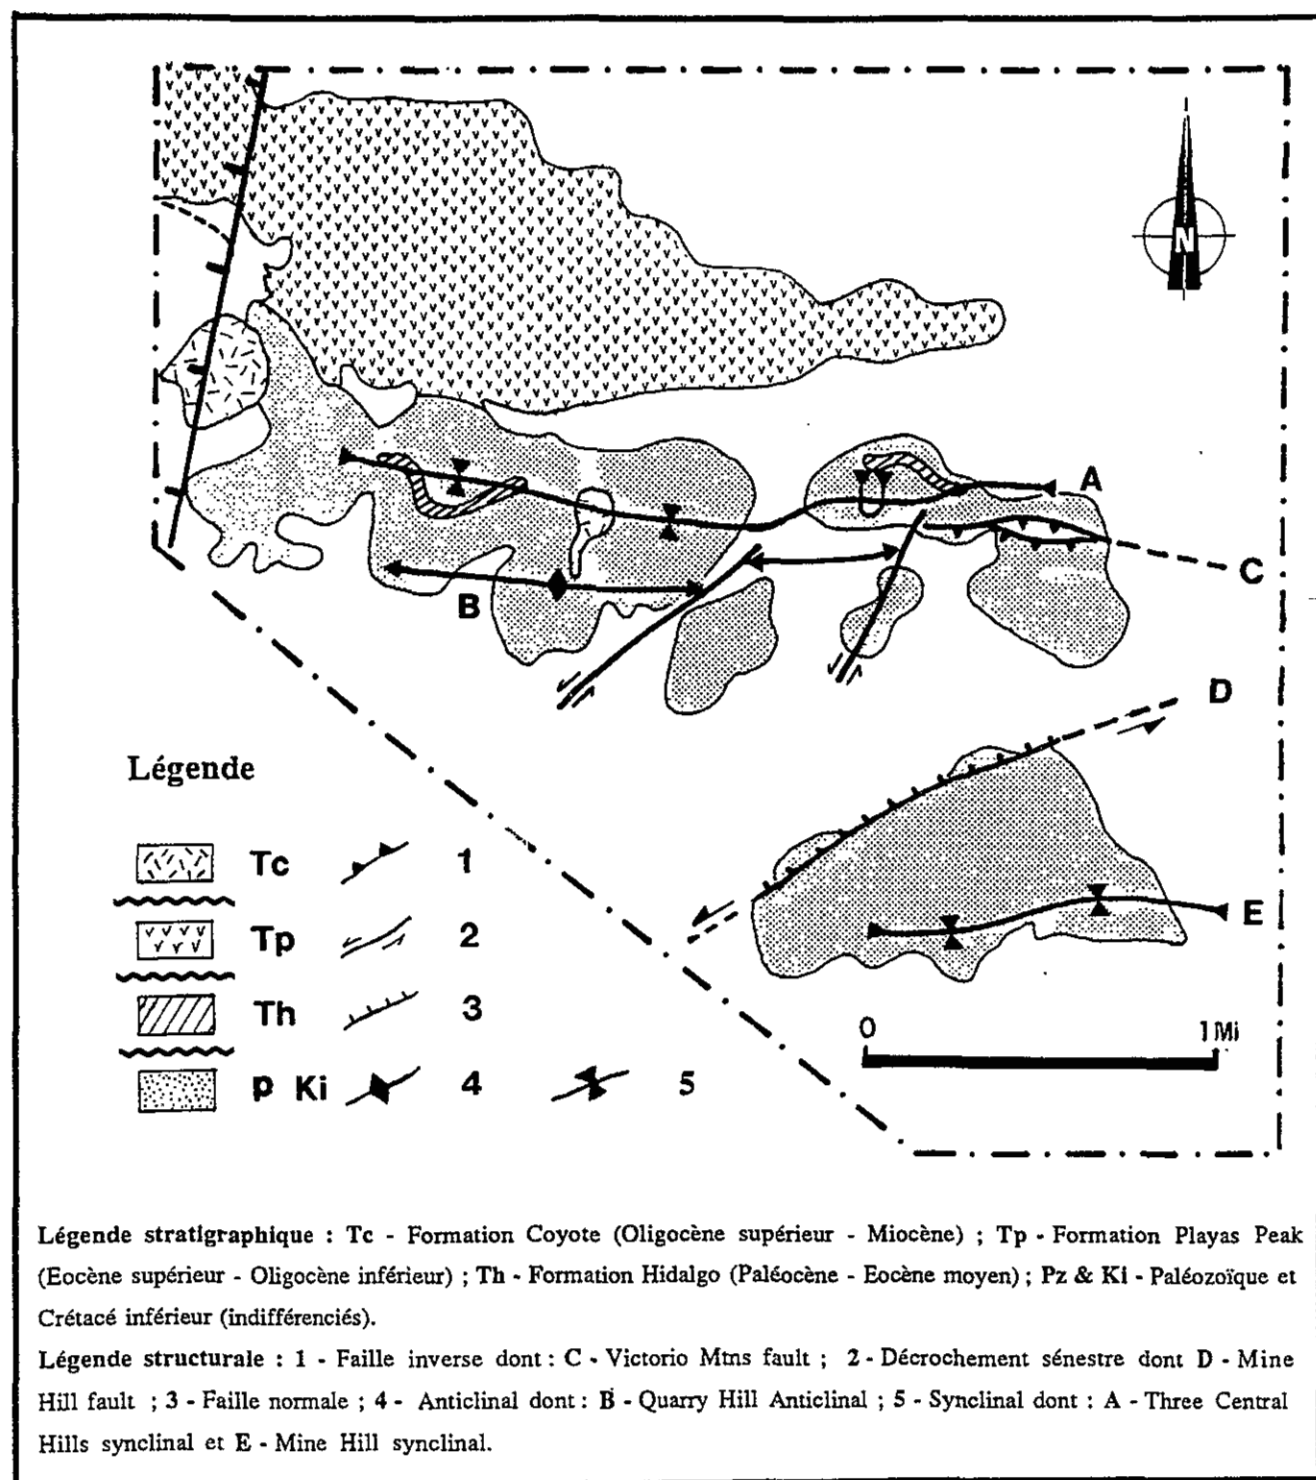 N
A
B
C
D
E
Légende
Tc 1
Tp 2
Th 3
p Ki 4 5
0 1 Mi
Légende stratigraphique : Tc - Formation Coyote (Oligocène supérieur - Miocène) ; Tp - Formation Playas Peak
(Eocène supérieur - Oligocène inférieur) ; Th - Formation Hidalgo (Paléocène - Eocène moyen) ; Pz & Ki - Paléozoïque et
Crétacé inférieur (indifférenciés).
Légende structurale : 1 - Faille inverse dont : C - Victorio Mtns fault ; 2 - Décrochement sénestre dont D - Mine
Hill fault ; 3 - Faille normale ; 4 - Anticlinal dont : B - Quarry Hill Anticlinal ; 5 - Synclinal dont : A - Three Central
Hills synclinal et E - Mine Hill synclinal.